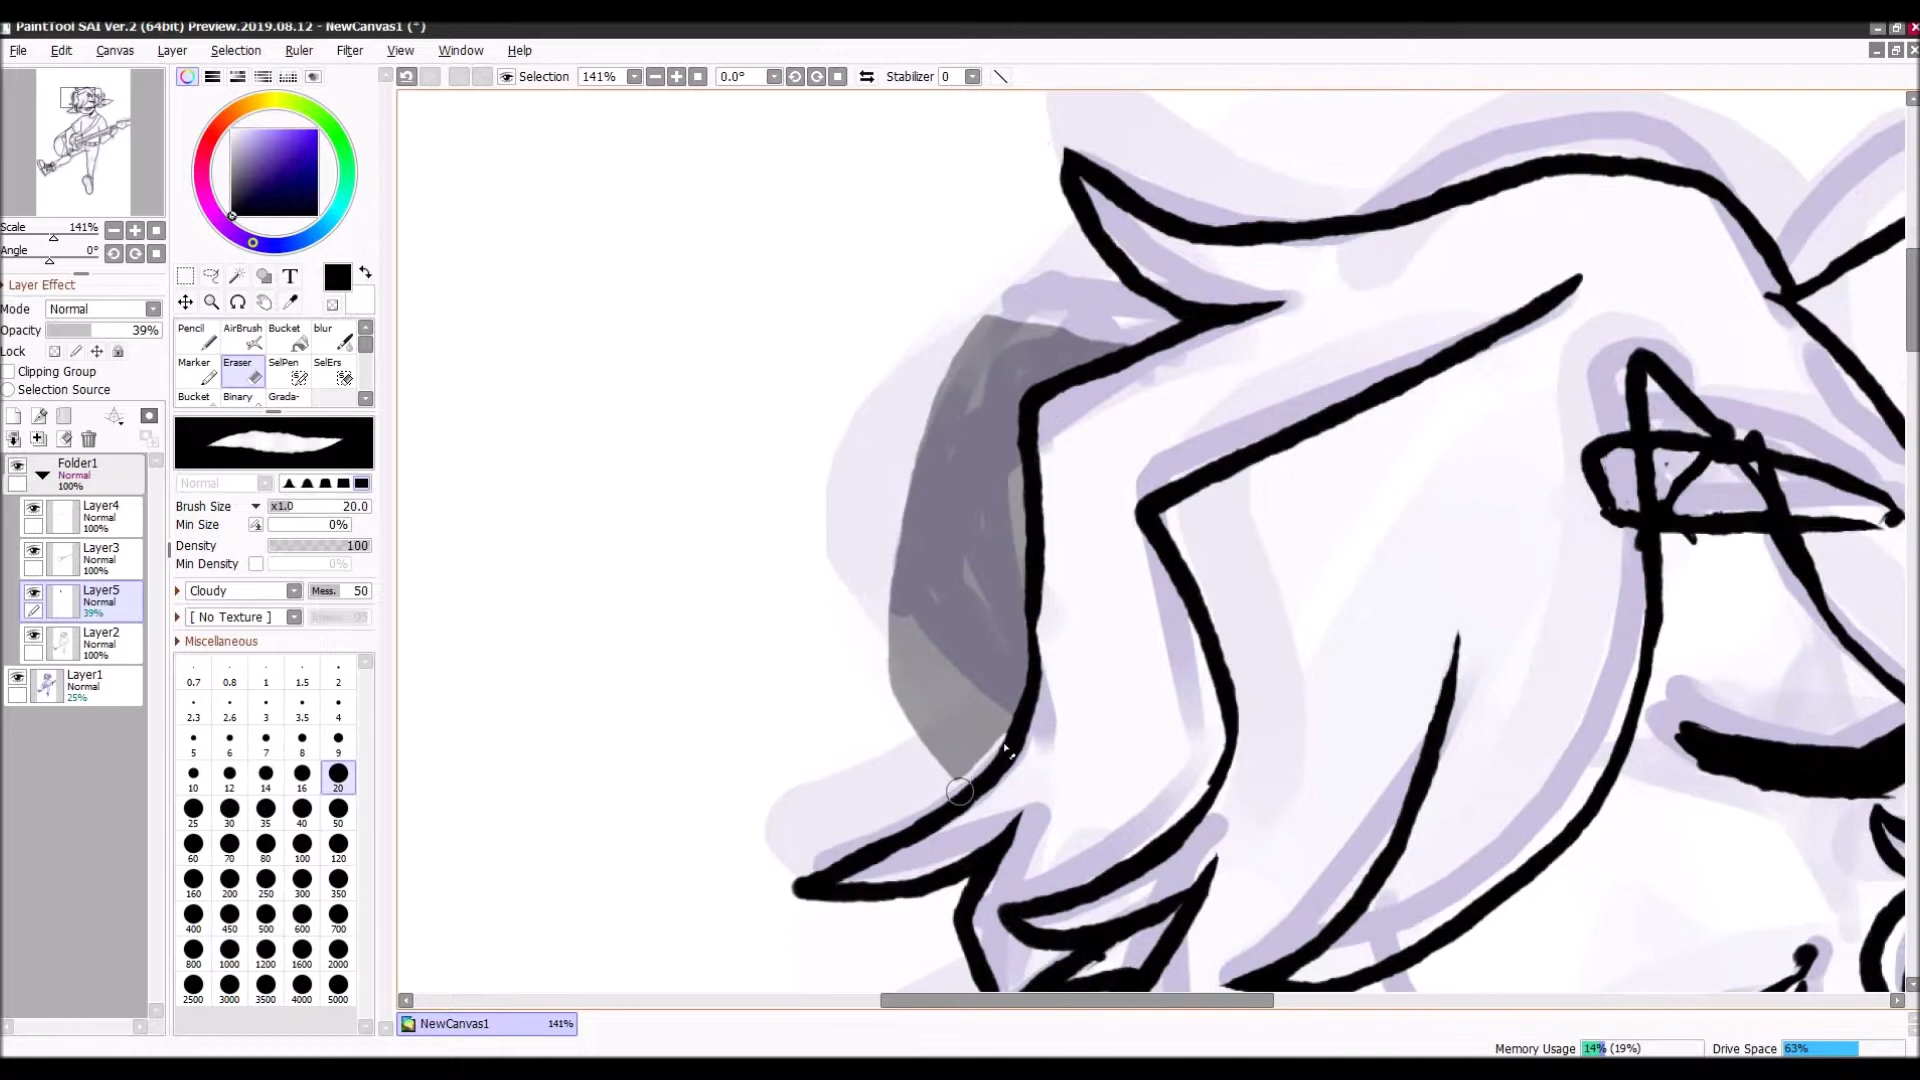 PaintTool SAI Ver.2 (64bit) Preview.2019.08.12 - NewCanvas1 (*)
File Edit Canvas Layer Selection Ruler Filter View Window Help
Selection 141% 0.0° Stabilizer 0
Scale 141%
Angle 0°
Layer Effect
Mode Normal
Opacity 39%
Lock
Clipping Group
Selection Source
Folder1
Normal
100%
Layer4
Normal
100%
Layer3
Normal
100%
Layer5
Normal
39%
Layer2
Normal
100%
Layer1
Normal
25%
T
Pencil AirBrush Bucket blur
Marker Eraser SelPen SelErs
Bucket Binary Grada-
Normal
Brush Size x1.0 20.0
Min Size 0%
Density 100
Min Density 0%
Cloudy Mess. 50
[ No Texture ]
Miscellaneous
0.7 0.8 1 1.5 2
2.3 2.6 3 3.5 4
5 6 7 8 9
10 12 14 16 20
25 30 35 40 50
60 70 80 100 120
160 200 250 300 350
400 450 500 600 700
800 1000 1200 1600 2000
2500 3000 3500 4000 5000
NewCanvas1 141%
Memory Usage 14% (19%) Drive Space 63%